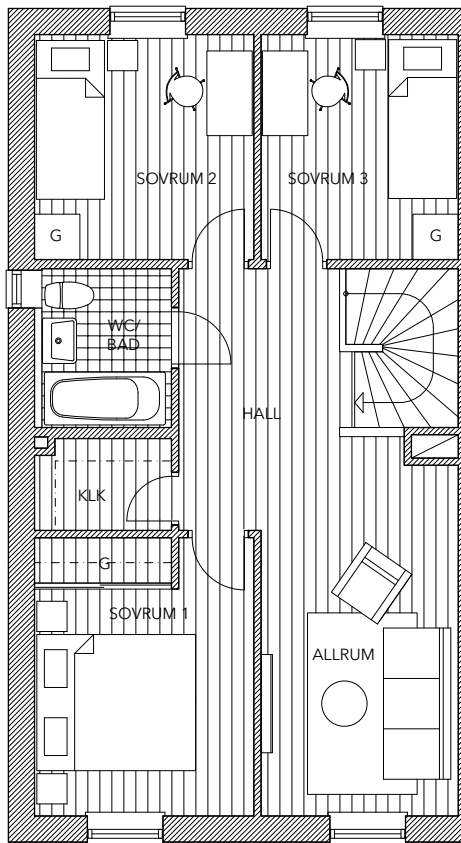 SOVRUM 2
SOVRUM 3
G
G
WC/
BAD
HALL
KLK
G
SOVRUM 1
ALLRUM